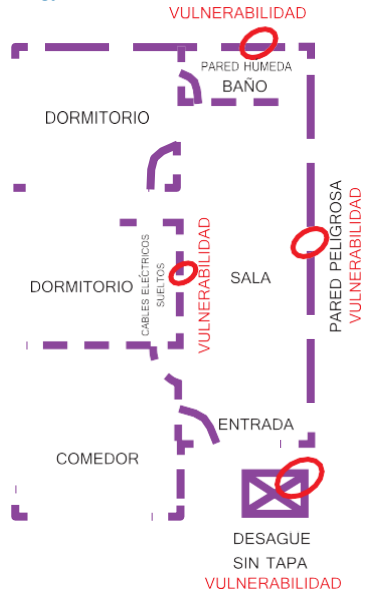 VULNERABILIDAD
PARED HUMEDA
BAÑO
DORMITORIO
PARED PELIGROSA
VULNERABILIDAD
CABLES ELÉCTRICOS
SUELTOS
VULNERABILIDAD
DORMITORIO
SALA
ENTRADA
COMEDOR
DESAGUE
SIN TAPA
VULNERABILIDAD